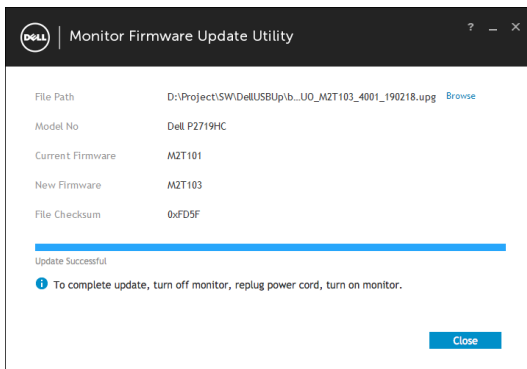 DELL Monitor Firmware Update Utility ? _ ×
File Path D:\Project\SW\DellUSBUp\b...UO_M2T103_4001_190218.upg Browse
Model No Dell P2719HC
Current Firmware M2T101
New Firmware M2T103
File Checksum 0xFD5F
Update Successful
To complete update, turn off monitor, replug power cord, turn on monitor.
Close